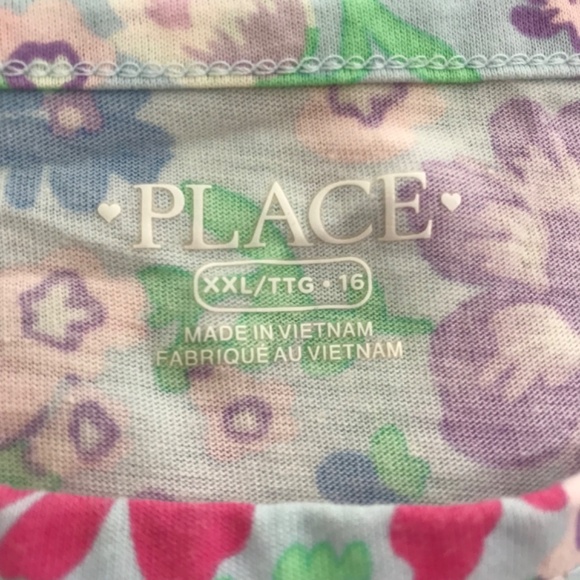 PLACE
XXL/TTG • 16
MADE IN VIETNAM
FABRIQUÉ AU VIETNAM